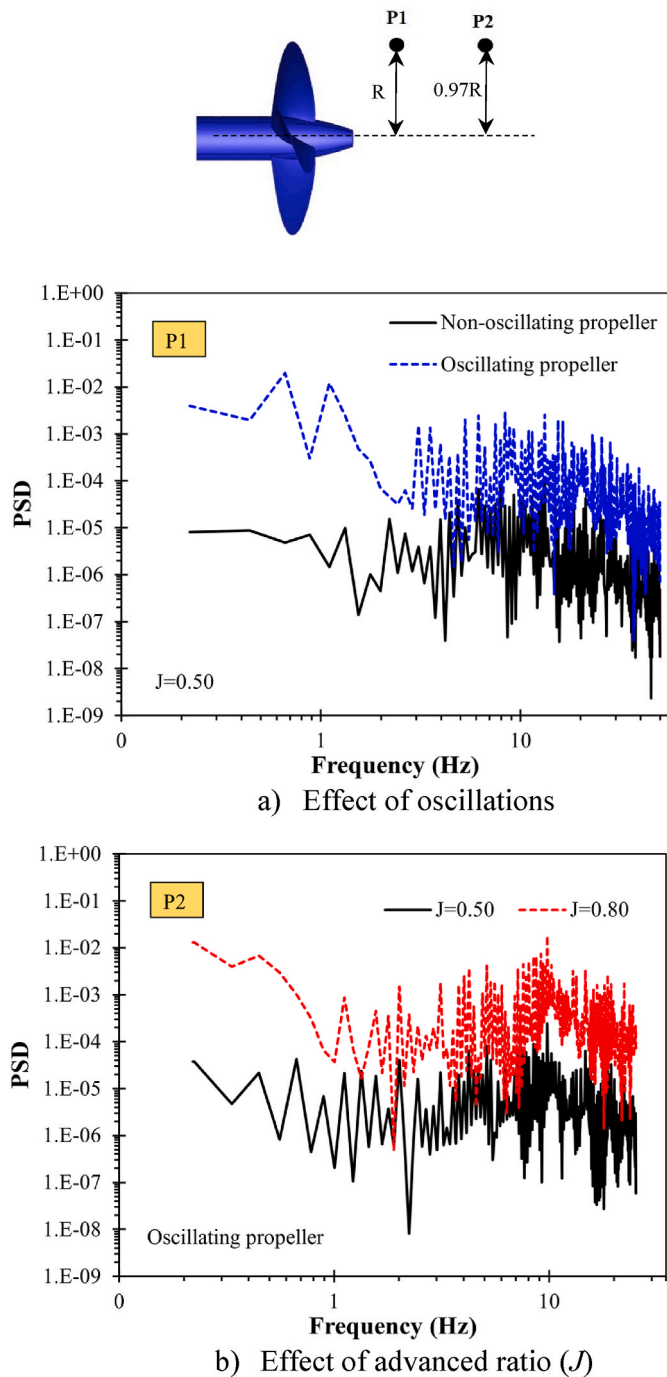 P1 P2
R 0.97R
1.E+00
1.E-01
1.E-02
1.E-03
1.E-04
1.E-05
1.E-06
1.E-07
1.E-08
1.E-09
PSD
P1
Non-oscillating propeller
Oscillating propeller
J=0.50
0 1 10
Frequency (Hz)
a) Effect of oscillations
1.E+00
1.E-01
1.E-02
1.E-03
1.E-04
1.E-05
1.E-06
1.E-07
1.E-08
1.E-09
PSD
P2
J=0.50 J=0.80
Oscillating propeller
0 1 10
Frequency (Hz)
b) Effect of advanced ratio (J)